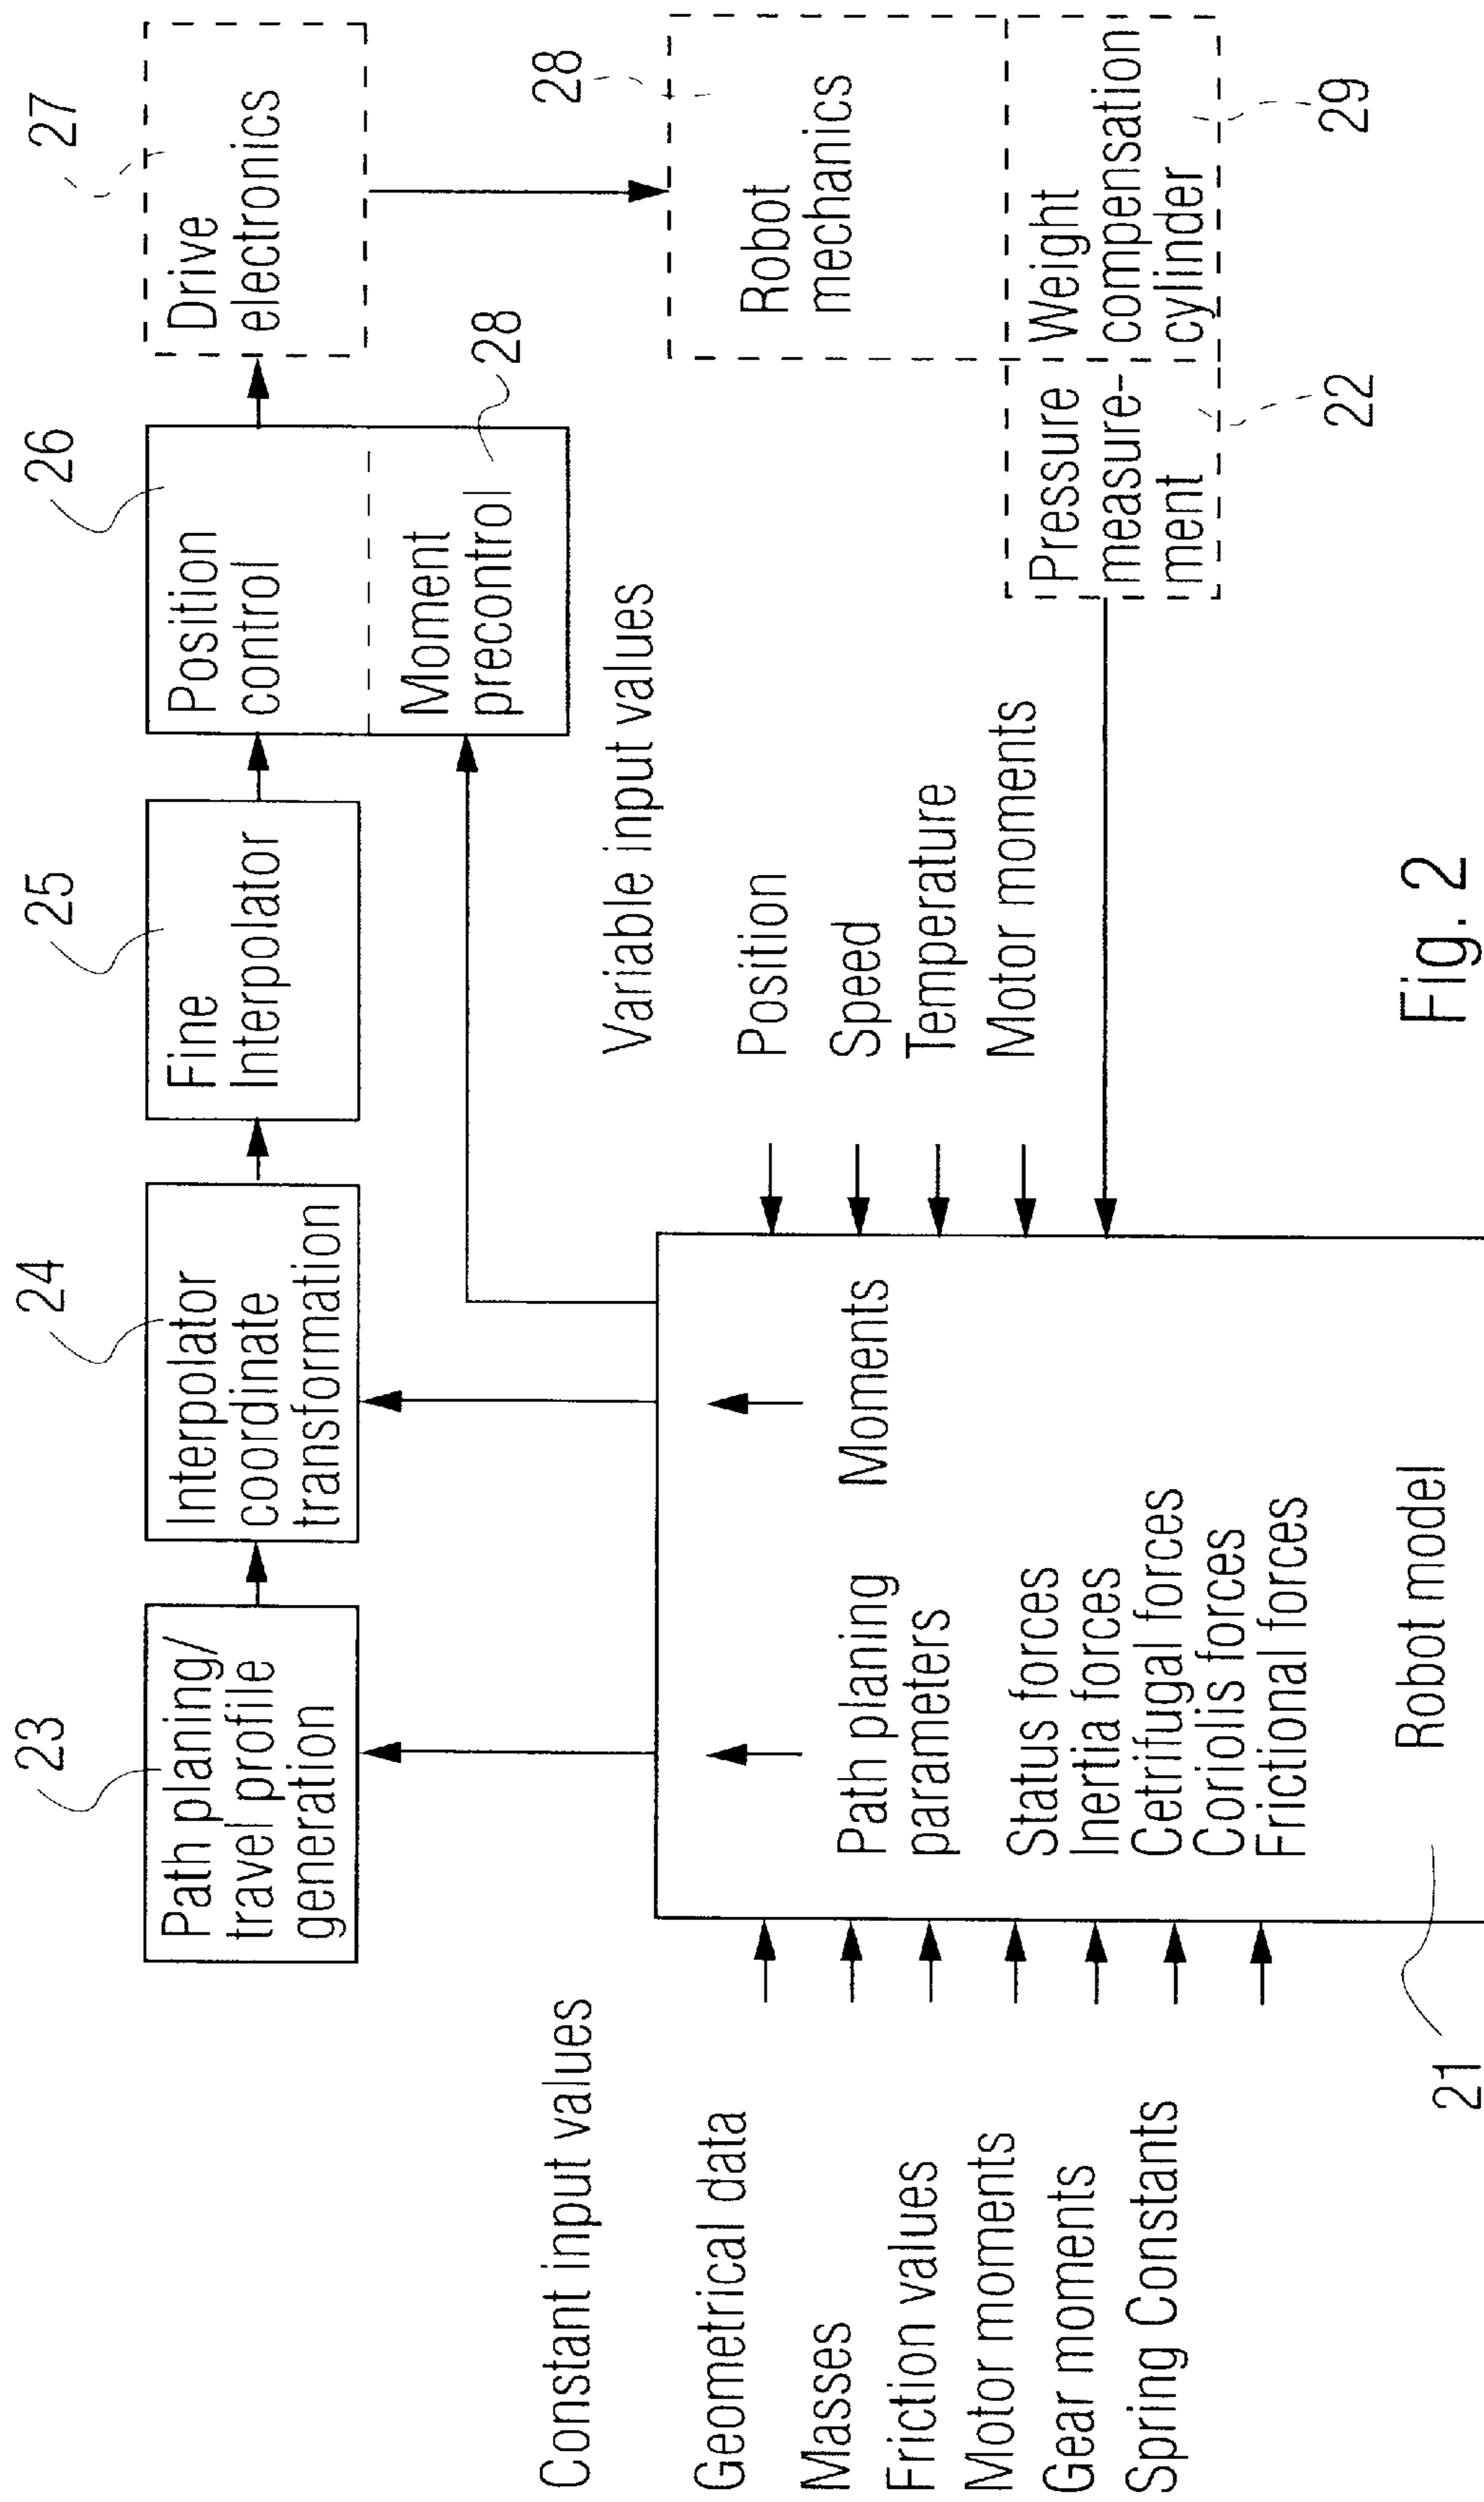 23
24
25
26
27
Path planing/
travel profile
generation
Interpolator
coordinate
transformation
Fine
Interpolator
Position
control
Drive
electronics
Moment
precontrol
28
28
Constant input values
Geometrical data
Masses
Friction values
Motor moments
Gear moments
Spring Constants
Path planing
parameters
Moments
Status forces
Inertia forces
Cetrifugal forces
Coriolis forces
Frictional forces
Robot model
21
Variable input values
Position
Speed
Temperature
Motor moments
Robot
mechanics
Pressure
measure-
ment
Weight
compensation
cylinder
22
29
Fig. 2